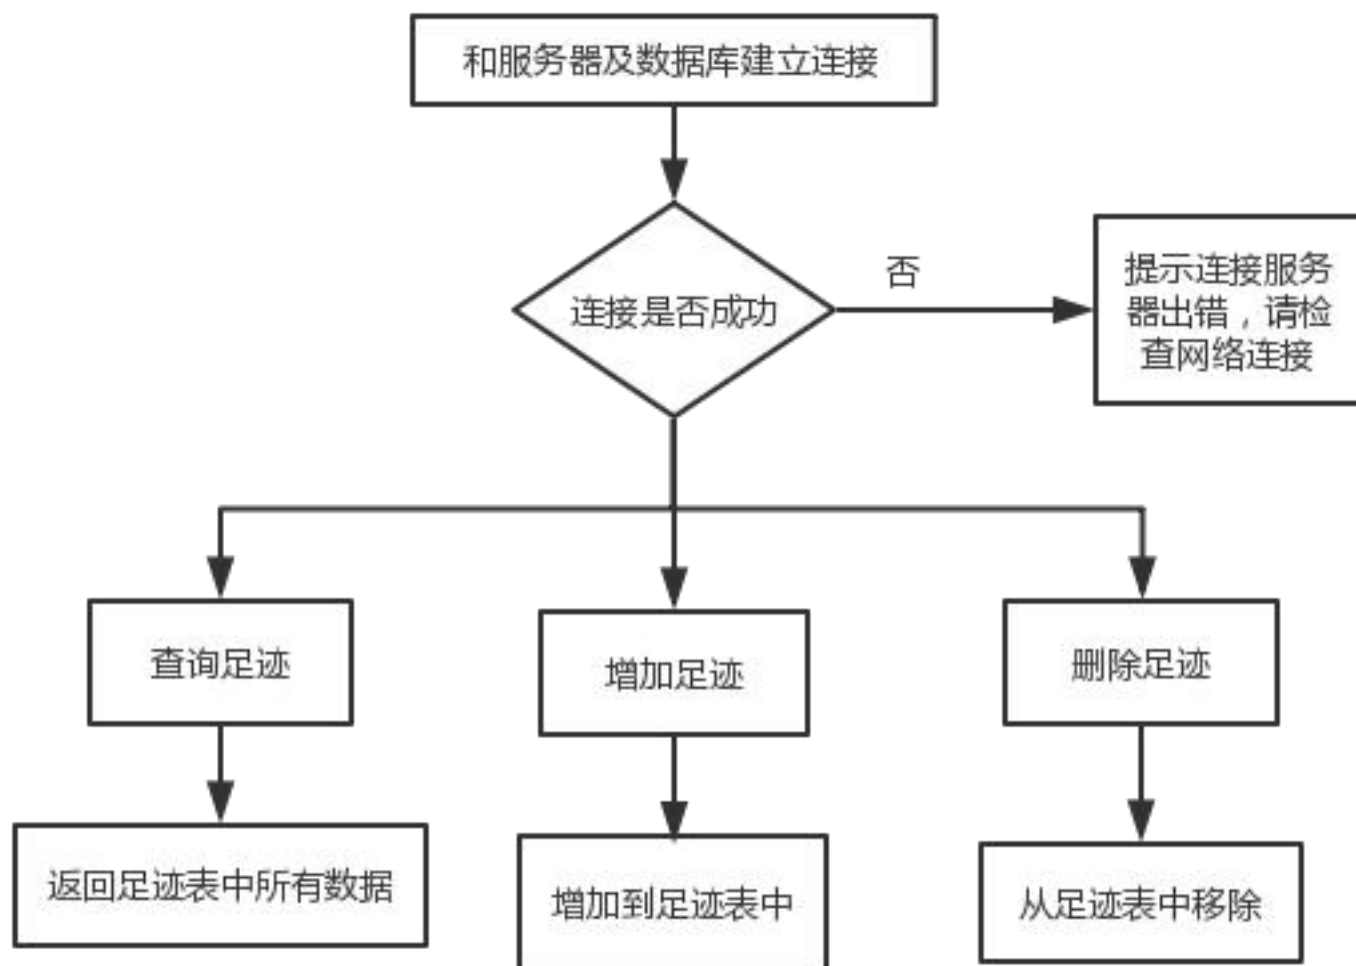 和服务器及数据库建立连接
连接是否成功
否
提示连接服务
器出错，请检
查网络连接
查询足迹
增加足迹
删除足迹
返回足迹表中所有数据
增加到足迹表中
从足迹表中移除